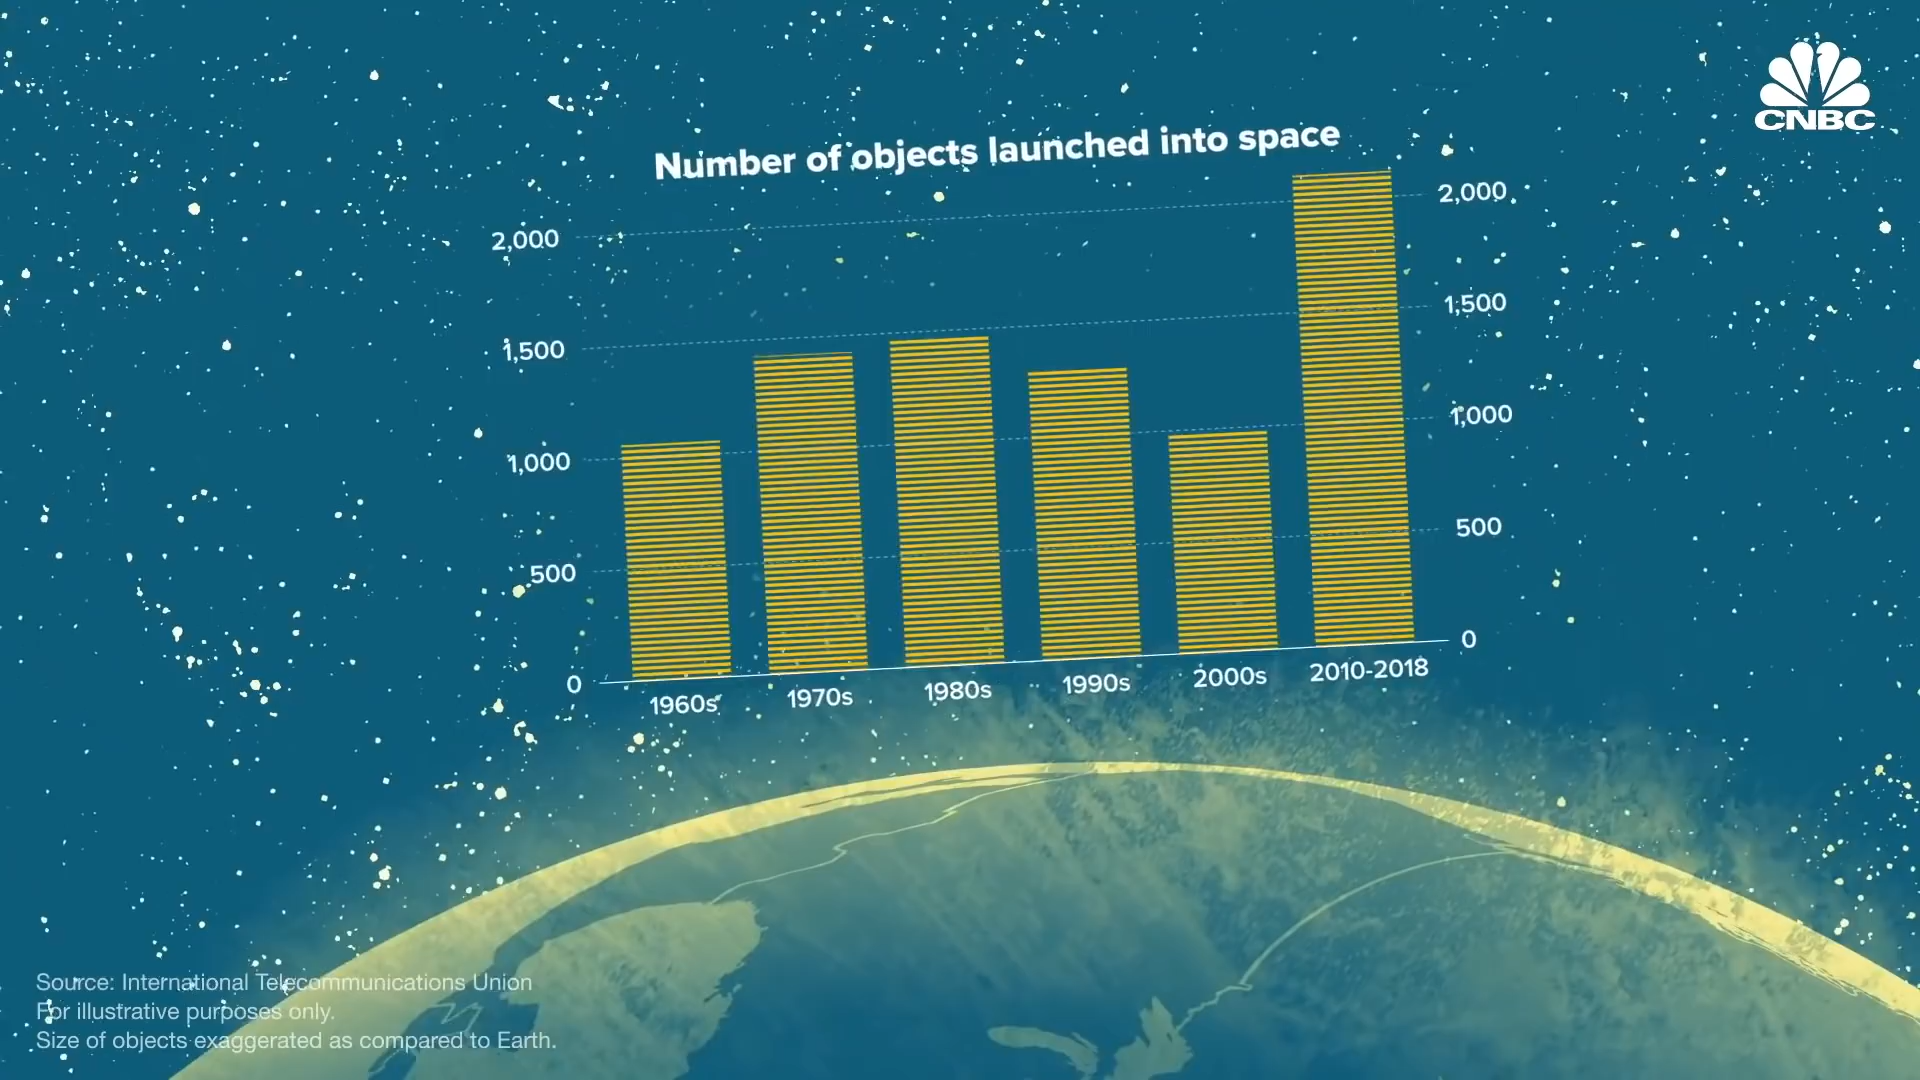 CNBC
Number of objects launched into space
2,000
2,000
1,500
1,500
1,000
1,000
500
500
0
0
1960s
1970s
1980s
1990s
2000s
2010-2018
Source: International Telecommunications Union
For illustrative purposes only.
Size of objects exaggerated as compared to Earth.